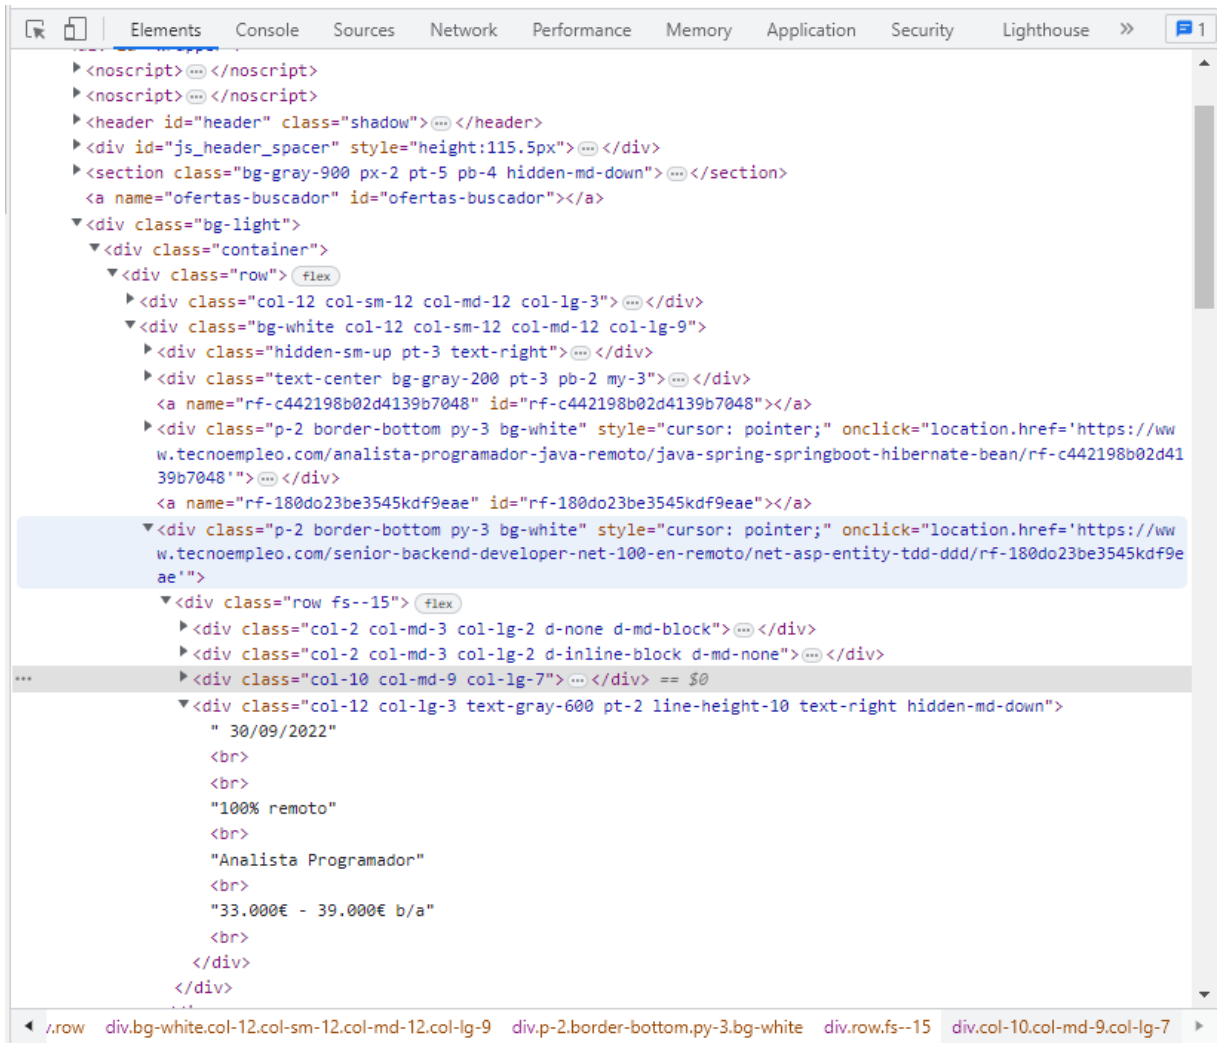 Elements Console Sources Network Performance Memory Application Security Lighthouse » 1
<noscript>…</noscript>
<noscript>…</noscript>
<header id="header" class="shadow">…</header>
<div id="js_header_spacer" style="height:115.5px">…</div>
<section class="bg-gray-900 px-2 pt-5 pb-4 hidden-md-down">…</section>
<a name="ofertas-buscador" id="ofertas-buscador"></a>
<div class="bg-light">
<div class="container">
<div class="row"> flex
<div class="col-12 col-sm-12 col-md-12 col-lg-3">…</div>
<div class="bg-white col-12 col-sm-12 col-md-12 col-lg-9">
<div class="hidden-sm-up pt-3 text-right">…</div>
<div class="text-center bg-gray-200 pt-3 pb-2 my-3">…</div>
<a name="rf-c442198b02d4139b7048" id="rf-c442198b02d4139b7048"></a>
<div class="p-2 border-bottom py-3 bg-white" style="cursor: pointer;" onclick="location.href='https://ww
w.tecnoempleo.com/analista-programador-java-remoto/java-spring-springboot-hibernate-bean/rf-c442198b02d41
39b7048'">…</div>
<a name="rf-180do23be3545kdf9eae" id="rf-180do23be3545kdf9eae"></a>
<div class="p-2 border-bottom py-3 bg-white" style="cursor: pointer;" onclick="location.href='https://ww
w.tecnoempleo.com/senior-backend-developer-net-100-en-remoto/net-asp-entity-tdd-ddd/rf-180do23be3545kdf9e
ae'">
<div class="row fs--15"> flex
<div class="col-2 col-md-3 col-lg-2 d-none d-md-block">…</div>
<div class="col-2 col-md-3 col-lg-2 d-inline-block d-md-none">…</div>
… <div class="col-10 col-md-9 col-lg-7">…</div> == $0
<div class="col-12 col-lg-3 text-gray-600 pt-2 line-height-10 text-right hidden-md-down">
" 30/09/2022"
<br>
<br>
"100% remoto"
<br>
"Analista Programador"
<br>
"33.000€ - 39.000€ b/a"
<br>
</div>
</div>
v.row div.bg-white.col-12.col-sm-12.col-md-12.col-lg-9 div.p-2.border-bottom.py-3.bg-white div.row.fs--15 div.col-10.col-md-9.col-lg-7